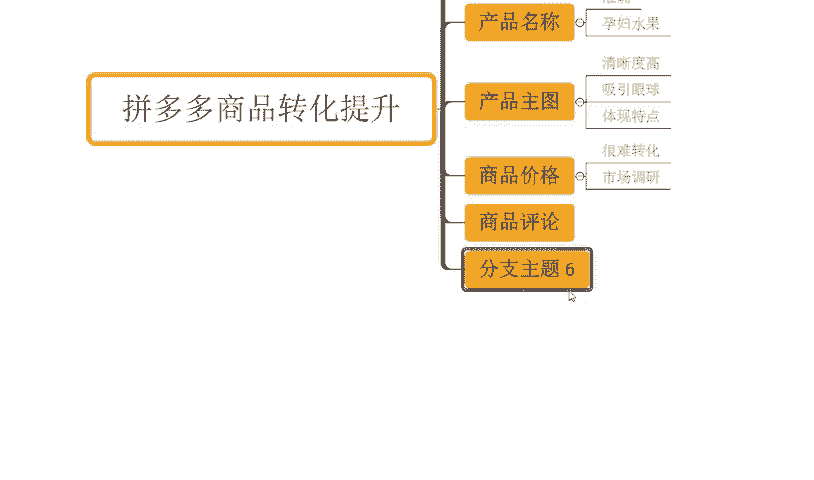 产品名称
孕妇水果
清晰度高
吸引眼球
体现特点
产品主图
拼多多商品转化提升
很难转化
市场调研
商品价格
商品评论
分支主题 6